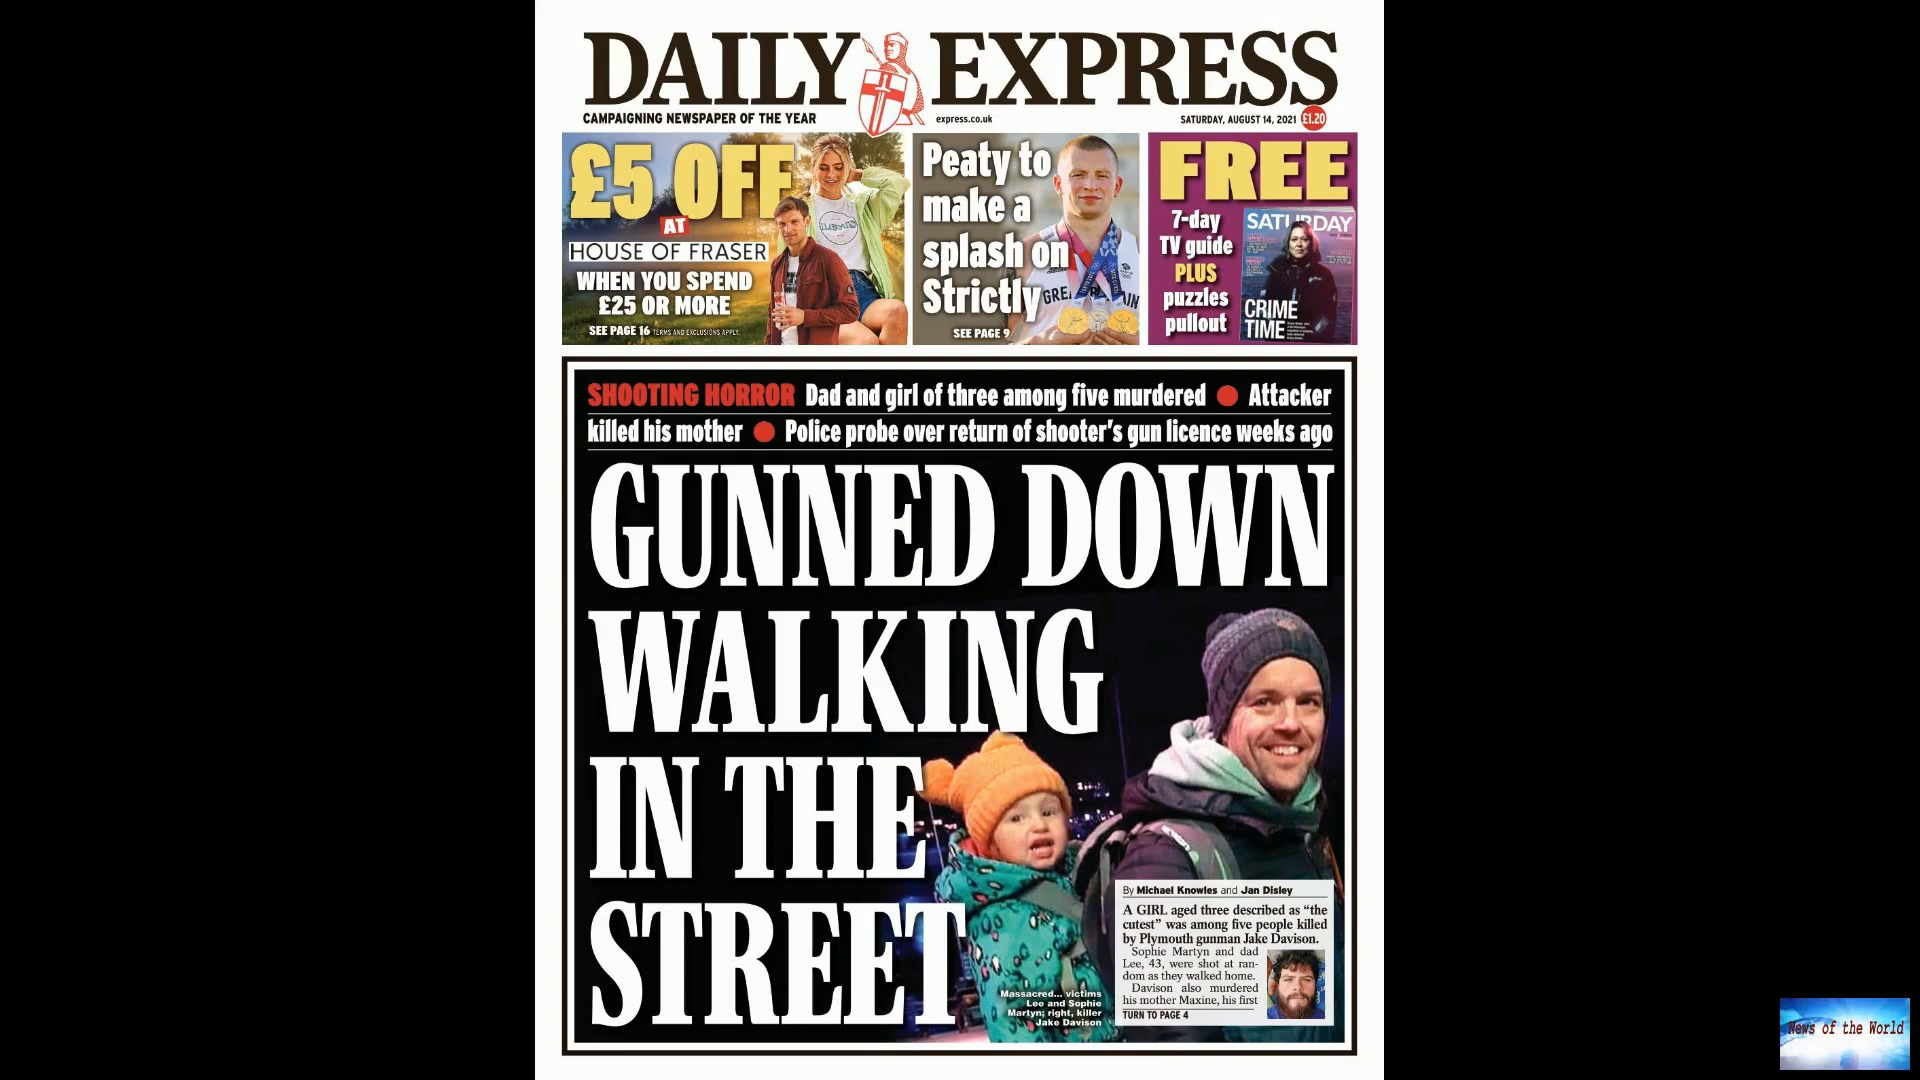 DAILY EXPRESS
CAMPAIGNING NEWSPAPER OF THE YEAR
express.co.uk
SATURDAY, AUGUST 14, 2021 £1.20
£5 OFF
AT
HOUSE OF FRASER
WHEN YOU SPEND
£25 OR MORE
SEE PAGE 16 TERMS AND EXCLUSIONS APPLY.
Peaty to
make a
splash on
Strictly
SEE PAGE 9
FREE
7-day
TV guide
PLUS
puzzles
pullout
SATURDAY
CRIME
TIME
SHOOTING HORROR Dad and girl of three among five murdered ● Attacker
killed his mother ● Police probe over return of shooter's gun licence weeks ago
GUNNED DOWN
WALKING
IN THE
STREET
Massacred... victims
Lee and Sophie
Martyn; right, killer
Jake Davison
By Michael Knowles and Jan Disley
A GIRL aged three described as “the
cutest” was among five people killed
by Plymouth gunman Jake Davison.
Sophie Martyn and dad
Lee, 43, were shot at ran-
dom as they walked home.
Davison also murdered
his mother Maxine, his first
TURN TO PAGE 4
News of the World